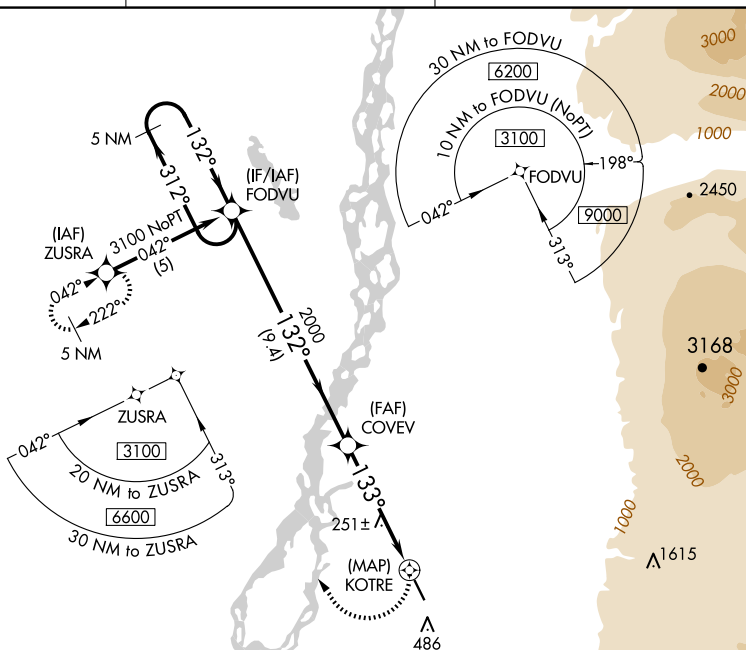 3000
2000
1000
2450
3168
3000
2000
1000
1615
30 NM to FODVU
6200
10 NM to FODVU (NoPT)
3100
FODVU
198°
9000
042°
313°
5 NM
132°
312°
(IF/IAF)
FODVU
(IAF)
ZUSRA
3100 NoPT
042°
(5)
042°
222°
5 NM
2000
132°
(9.4)
(FAF)
COVEV
133°
251±
(MAP)
KOTRE
486
ZUSRA
042°
3100
313°
20 NM to ZUSRA
6600
30 NM to ZUSRA